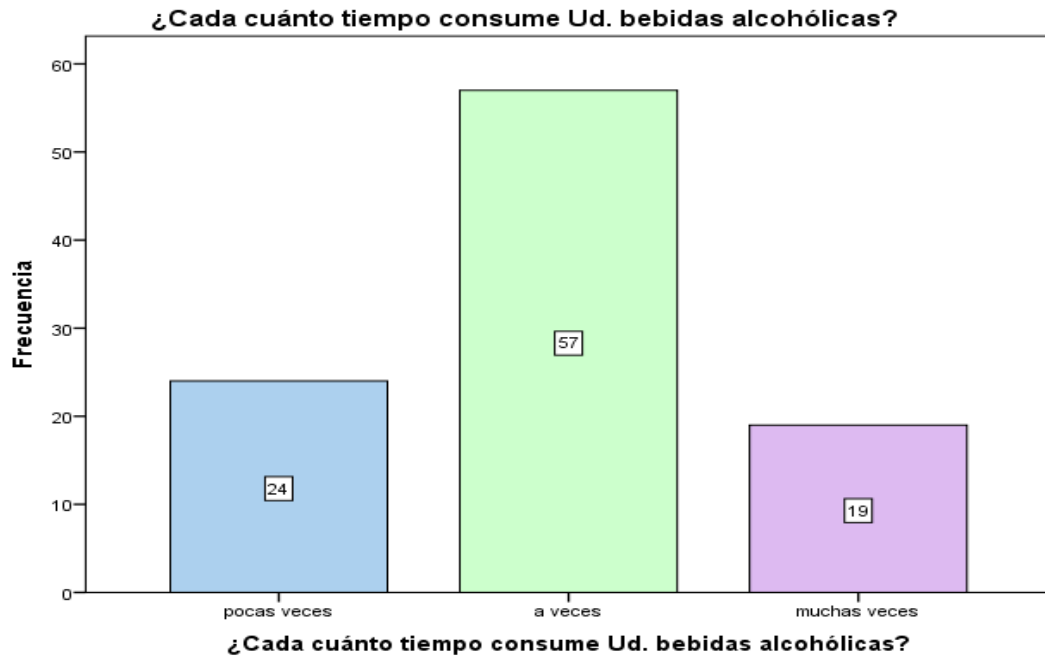 ¿Cada cuánto tiempo consume Ud. bebidas alcohólicas?
60
50
40
30
20
10
0
Frecuencia
24
57
19
pocas veces
a veces
muchas veces
¿Cada cuánto tiempo consume Ud. bebidas alcohólicas?